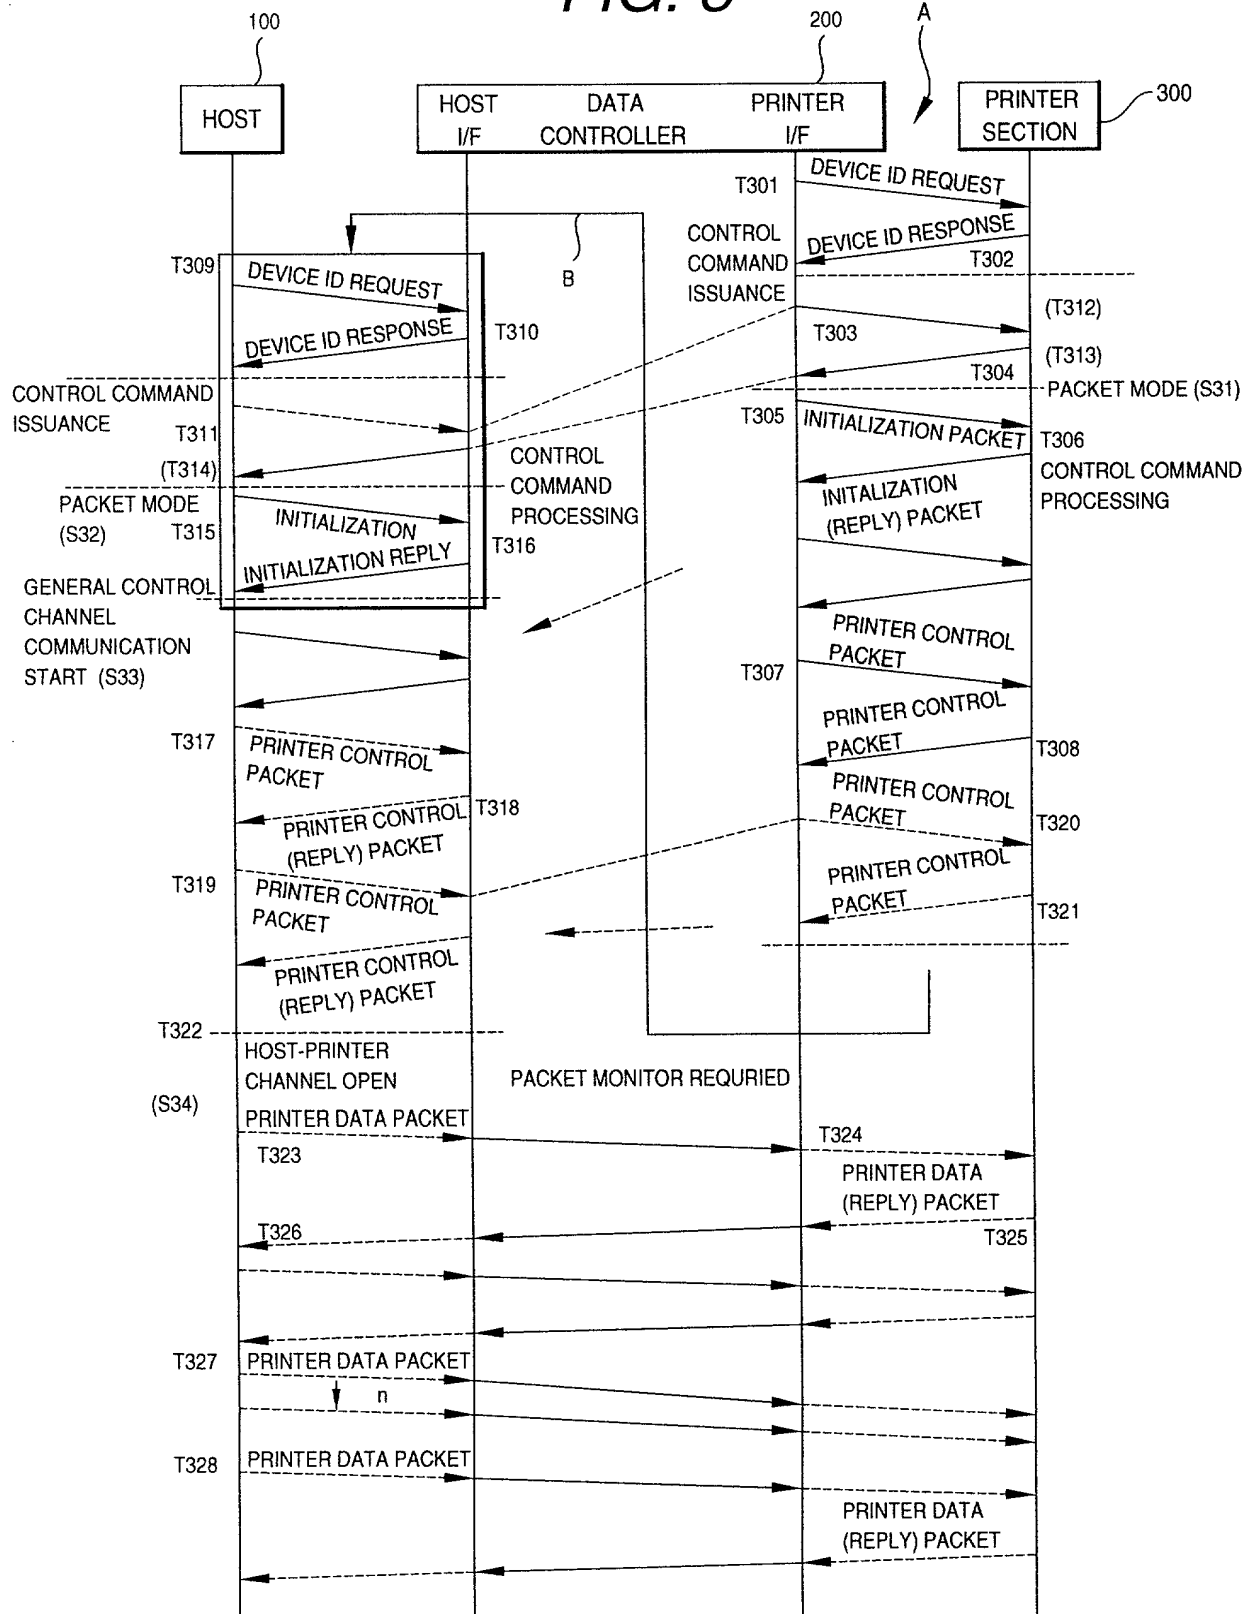 100
200
A
HOST
HOST
I/F
DATA
CONTROLLER
PRINTER
I/F
PRINTER
SECTION
300
T301
DEVICE ID REQUEST
CONTROL
COMMAND
ISSUANCE
DEVICE ID RESPONSE
T302
B
T309
DEVICE ID REQUEST
T310
DEVICE ID RESPONSE
(T312)
T303
(T313)
T304
PACKET MODE (S31)
CONTROL COMMAND
ISSUANCE
T311
T305
INITIALIZATION PACKET
T306
CONTROL COMMAND
PROCESSING
(T314)
CONTROL
COMMAND
PROCESSING
INITALIZATION
(REPLY) PACKET
PACKET MODE
(S32)
T315
INITIALIZATION
T316
INITIALIZATION REPLY
GENERAL CONTROL
CHANNEL
COMMUNICATION
START (S33)
PRINTER CONTROL
PACKET
T307
PRINTER CONTROL
PACKET
T308
T317
PRINTER CONTROL
PACKET
T318
PRINTER CONTROL
(REPLY) PACKET
PRINTER CONTROL
PACKET
T320
T319
PRINTER CONTROL
PACKET
PRINTER CONTROL
PACKET
T321
PRINTER CONTROL
(REPLY) PACKET
T322
HOST-PRINTER
CHANNEL OPEN
PACKET MONITOR REQURIED
(S34)
PRINTER DATA PACKET
T323
T324
PRINTER DATA
(REPLY) PACKET
T326
T325
T327
PRINTER DATA PACKET
n
T328
PRINTER DATA PACKET
PRINTER DATA
(REPLY) PACKET